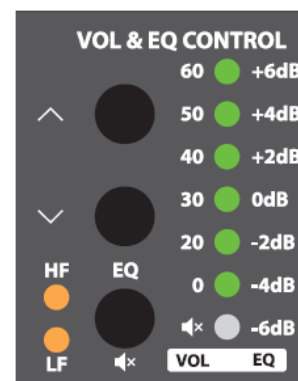 VOL & EQ CONTROL
60 +6dB
50 +4dB
40 +2dB
30 0dB
20 -2dB
HF EQ
0 -4dB
-6dB
LF VOL EQ